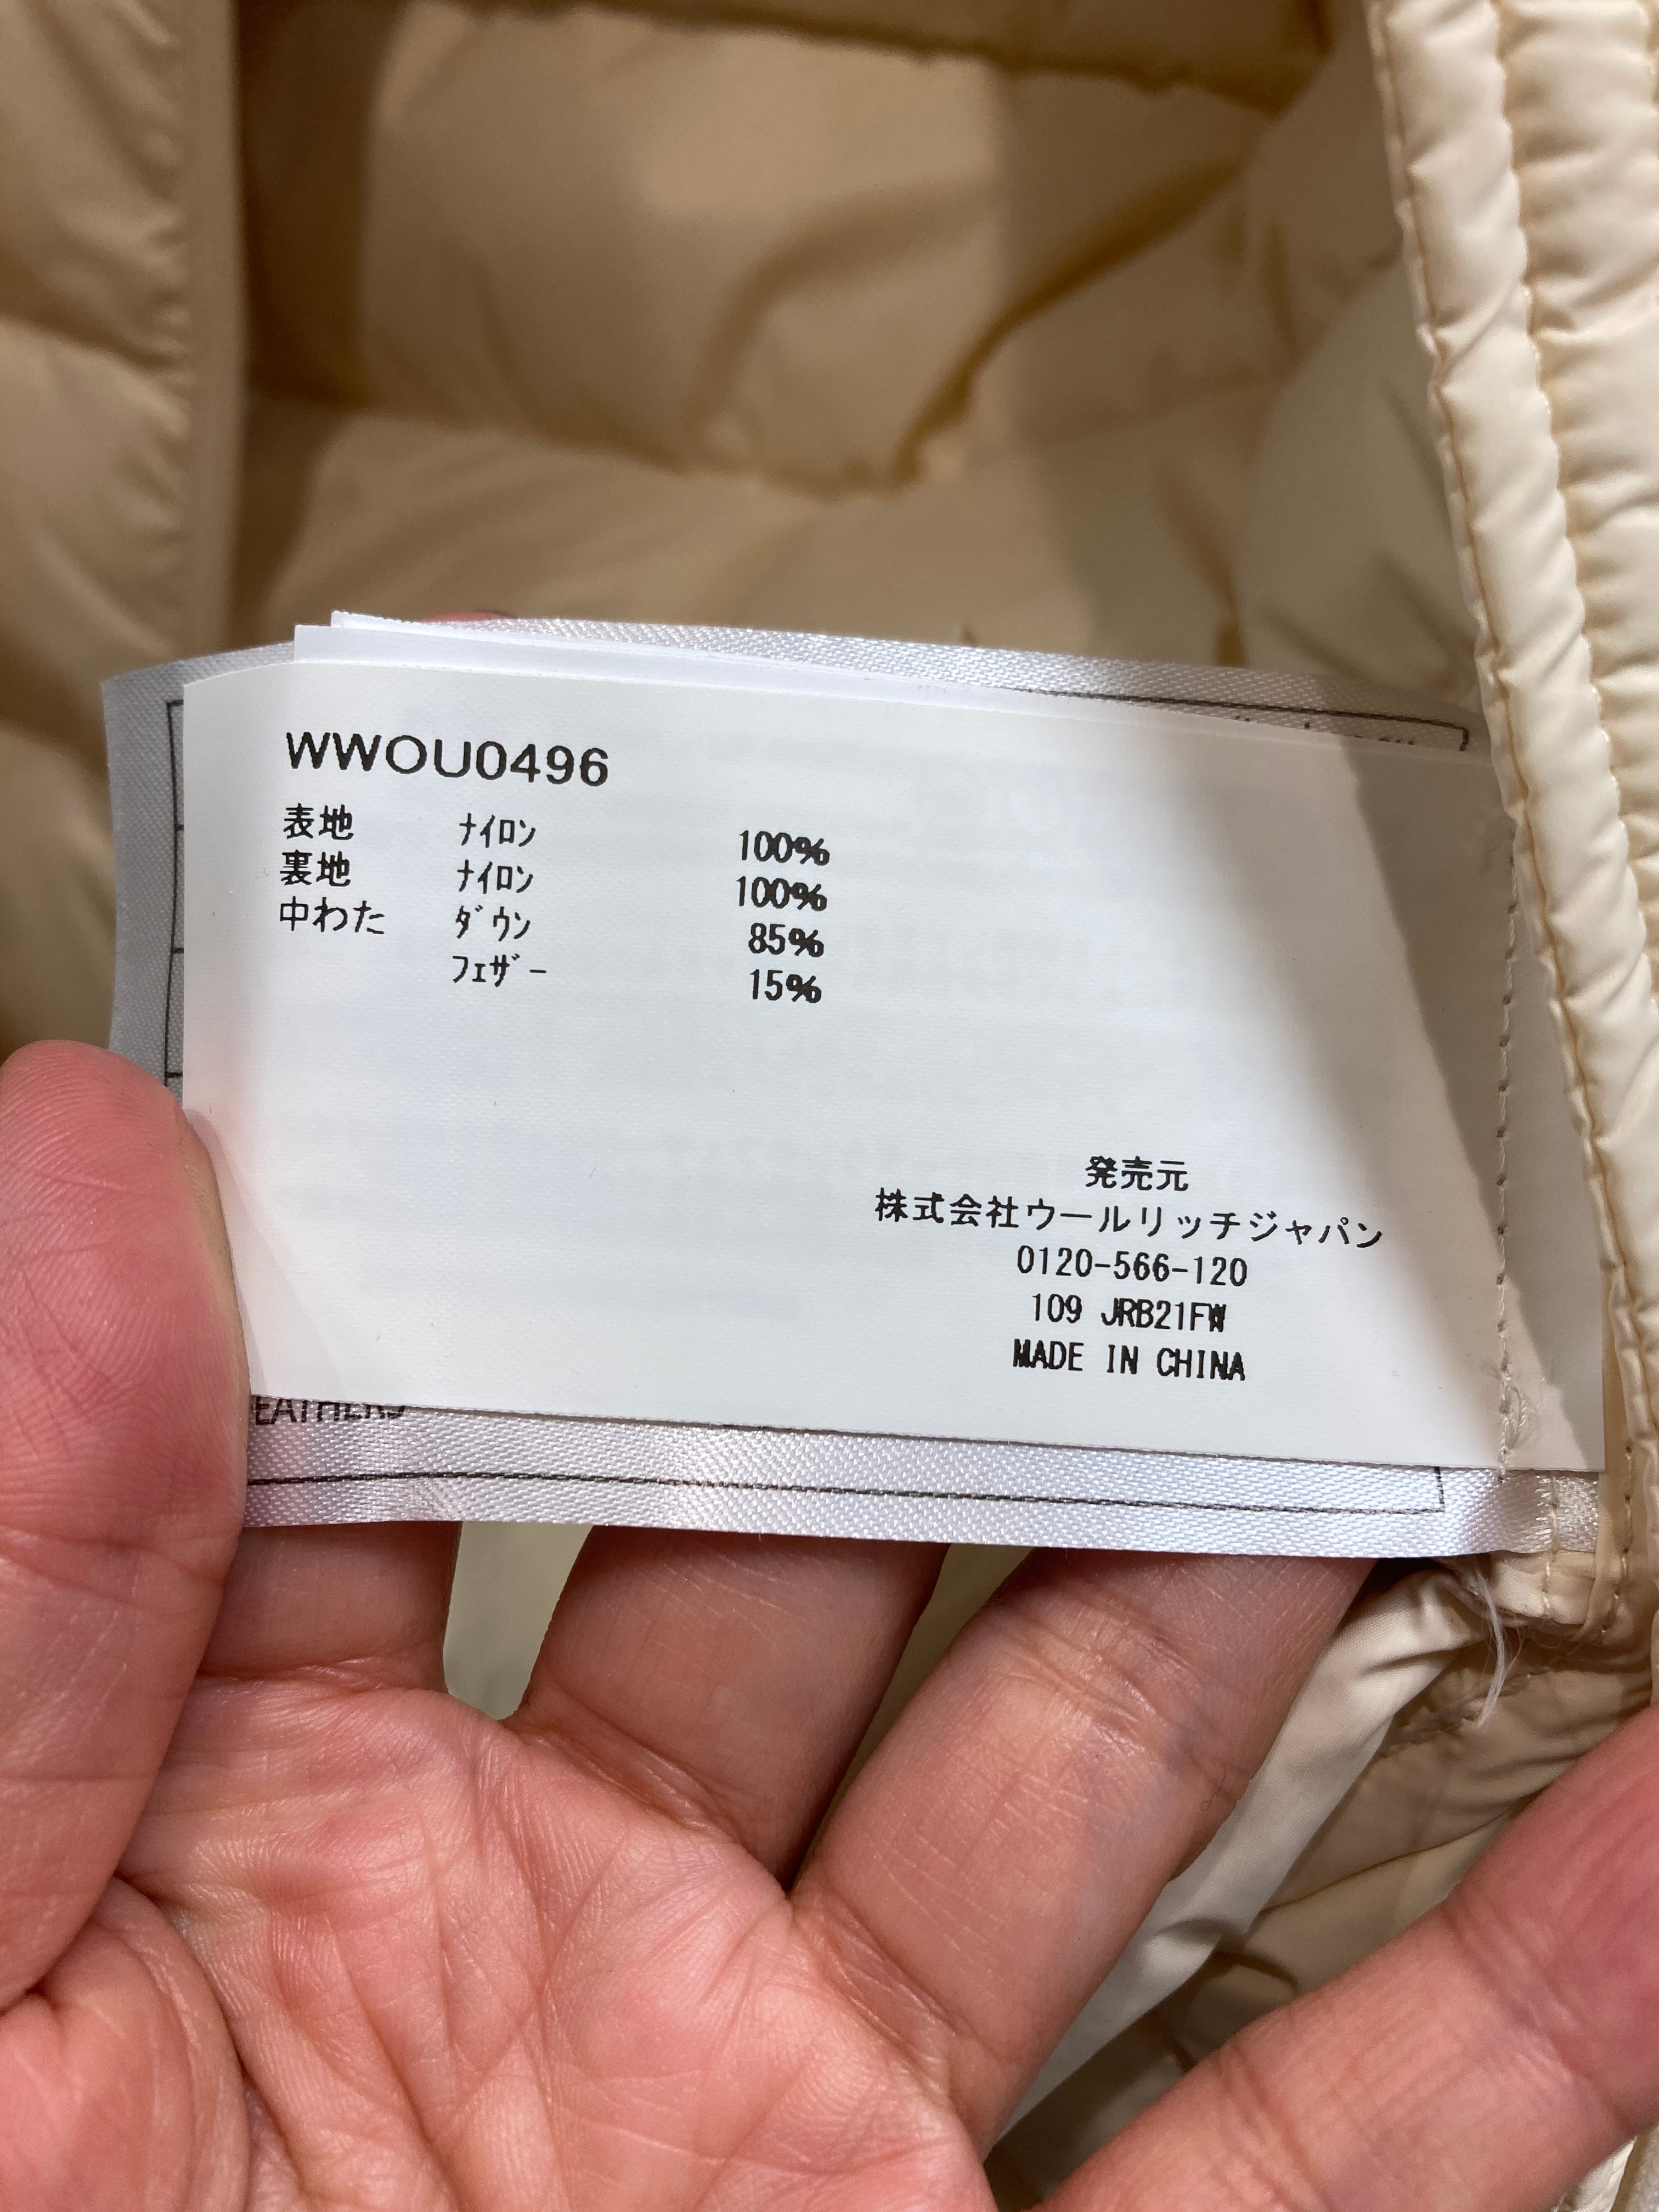 WWOU0496
表地 ﾅｲﾛﾝ 100%
裏地 ﾅｲﾛﾝ 100%
中わた ﾀﾞｳﾝ 85%
ﾌｪｻﾞｰ 15%
発売元
株式会社ウールリッチジャパン
0120-566-120
109 JRB21FW
MADE IN CHINA